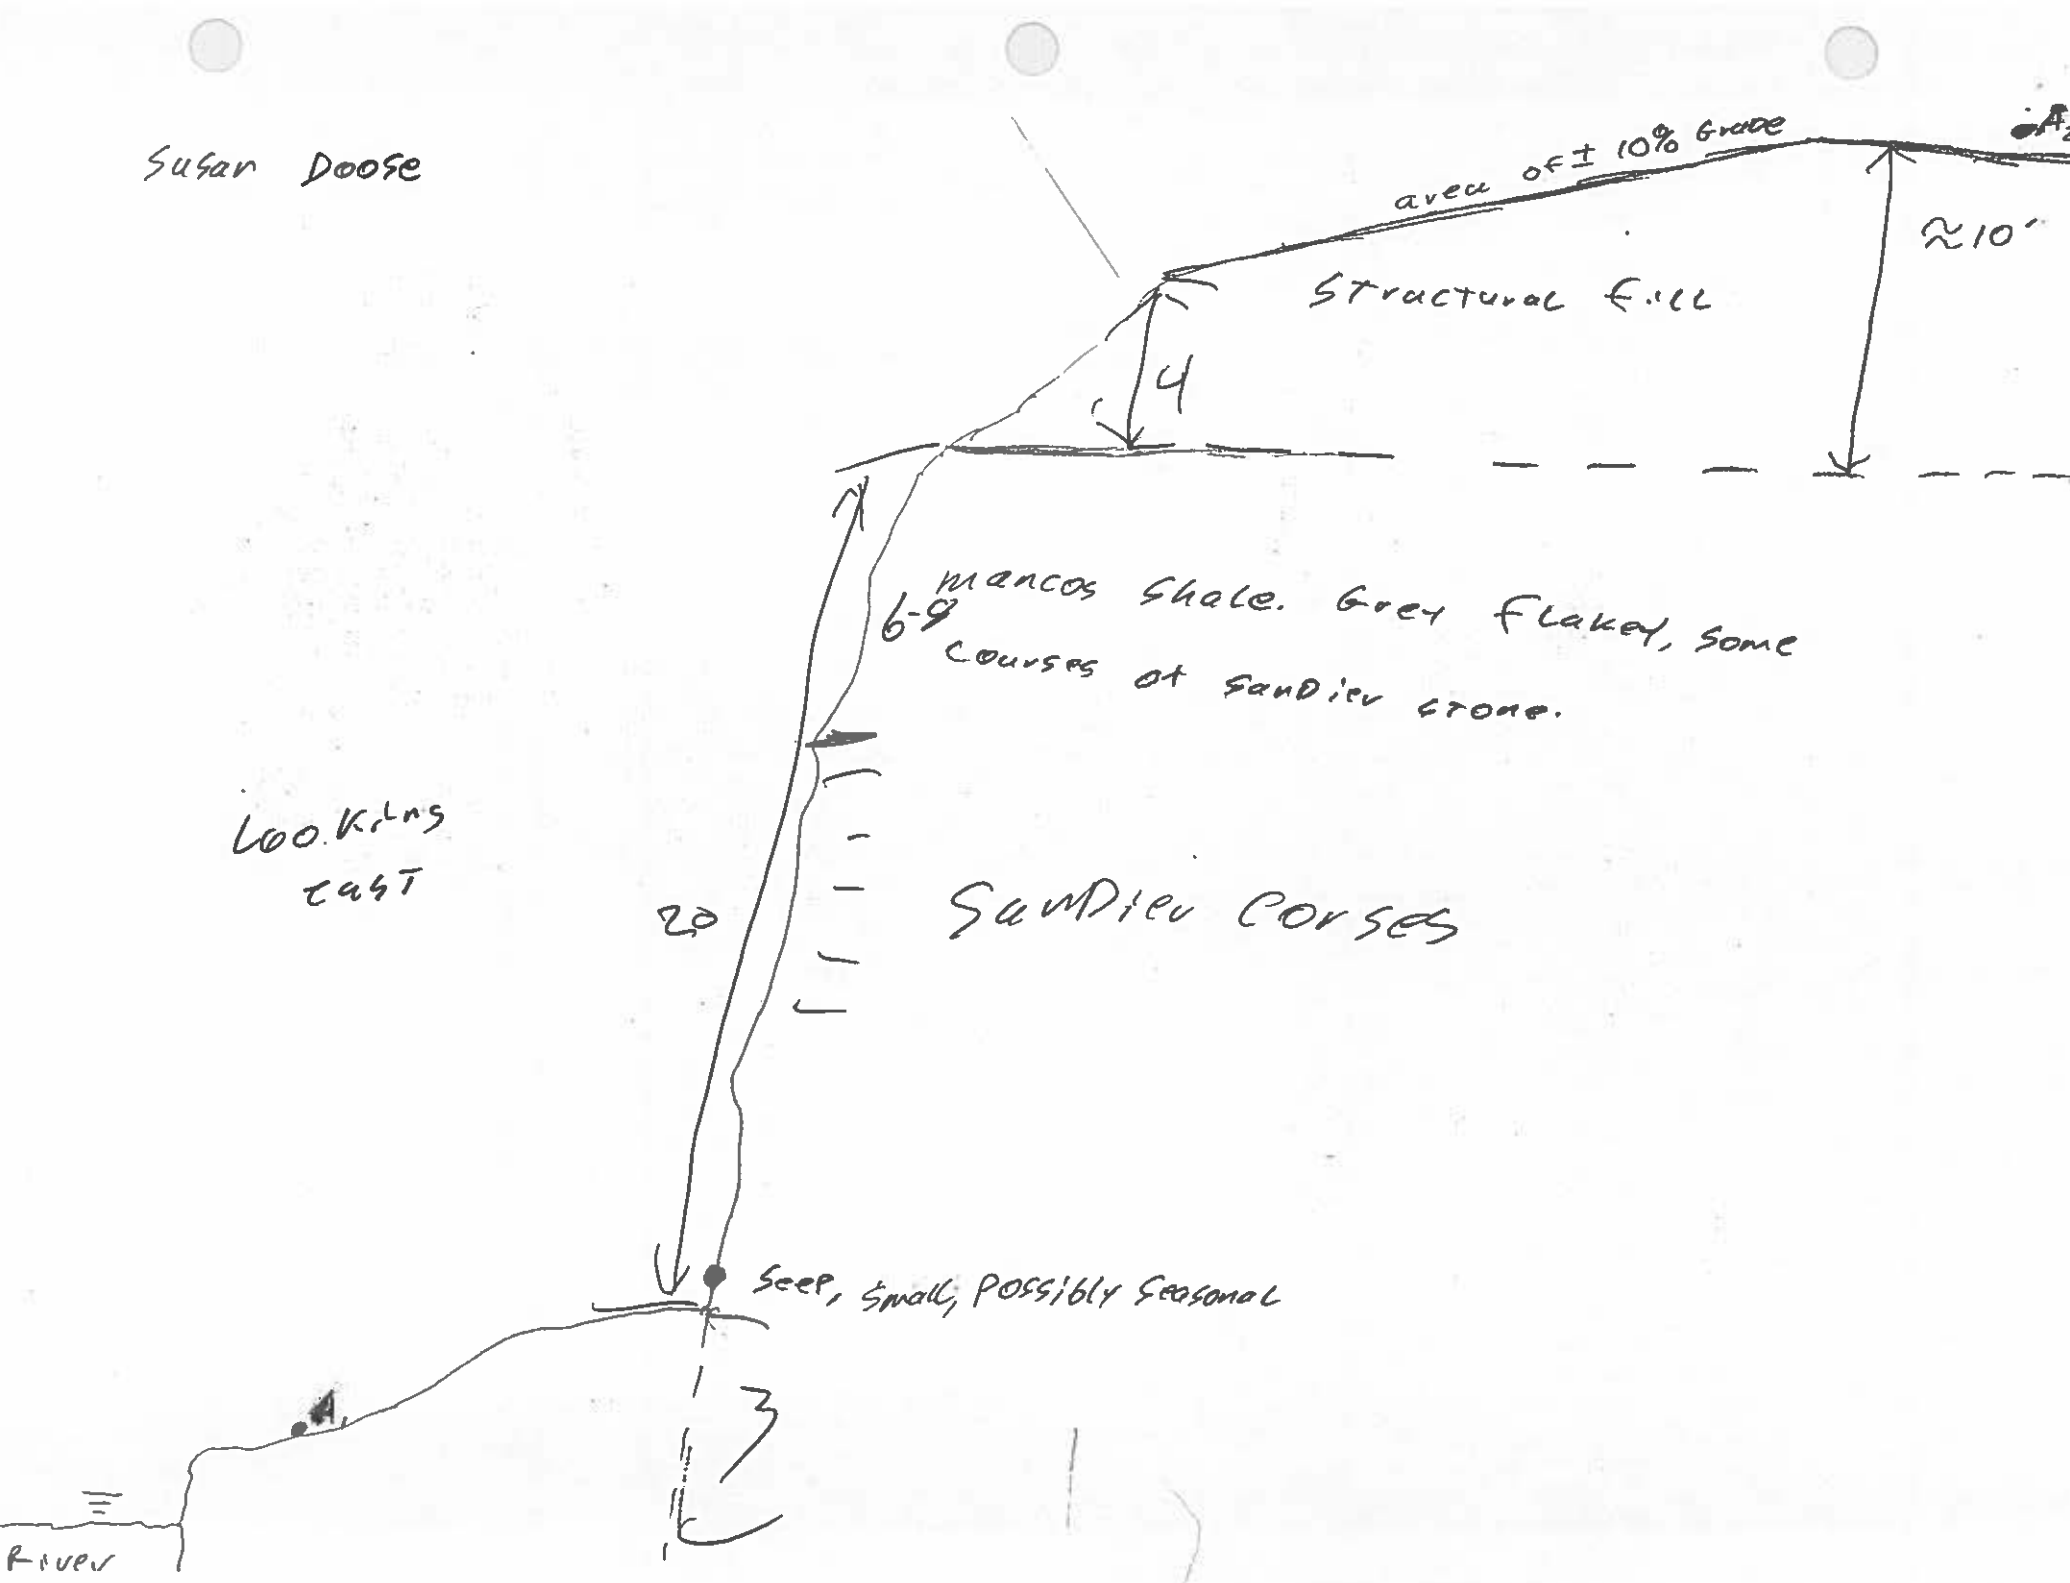 Susan Doose
area of ± 10% Grade
A2
≈10'
Structural fill
4
mancos shale. Grey flakey, some
6-8
courses of sandier stone.
Looking
east
20
Sandier Corses
Seep, small, possibly seasonal
A1
3
River